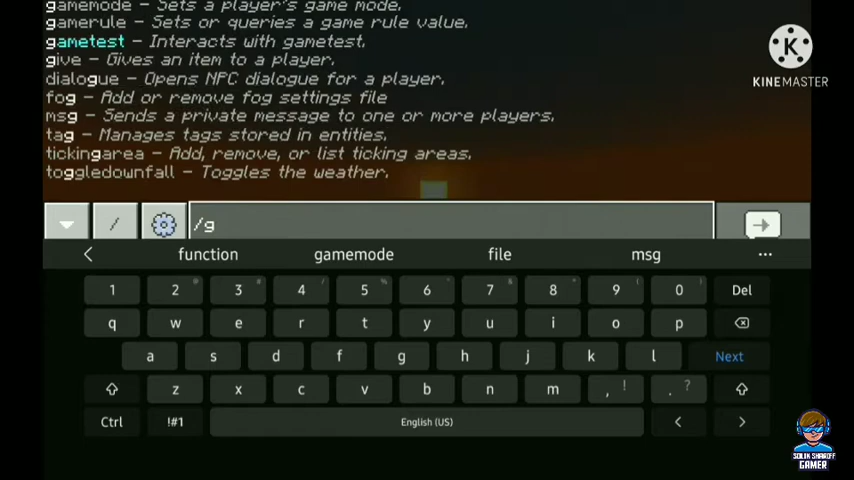 gamemode - Sets a player's game mode.
gamerule - Sets or queries a game rule value.
gametest - Interacts with gametest.
give - Gives an item to a player.
dialogue - Opens NPC dialogue for a player.
fog - Add or remove fog settings file
msg - Sends a private message to one or more players.
tag - Manages tags stored in entities.
tickingarea - Add, remove, or list ticking areas.
toggledownfall - Toggles the weather.
K
KINEMASTER
/ /g
< function gamemode file msg ...
1 2 @ 3 # 4 / 5 % 6 ^ 7 & 8 * 9 ( 0 ) Del
q w e r t y u i o p
a s d f g h j k l Next
z x c v b n m , ! . ?
Ctrl !#1 English (US) < >
SOLIN SHAROFF
GAMER